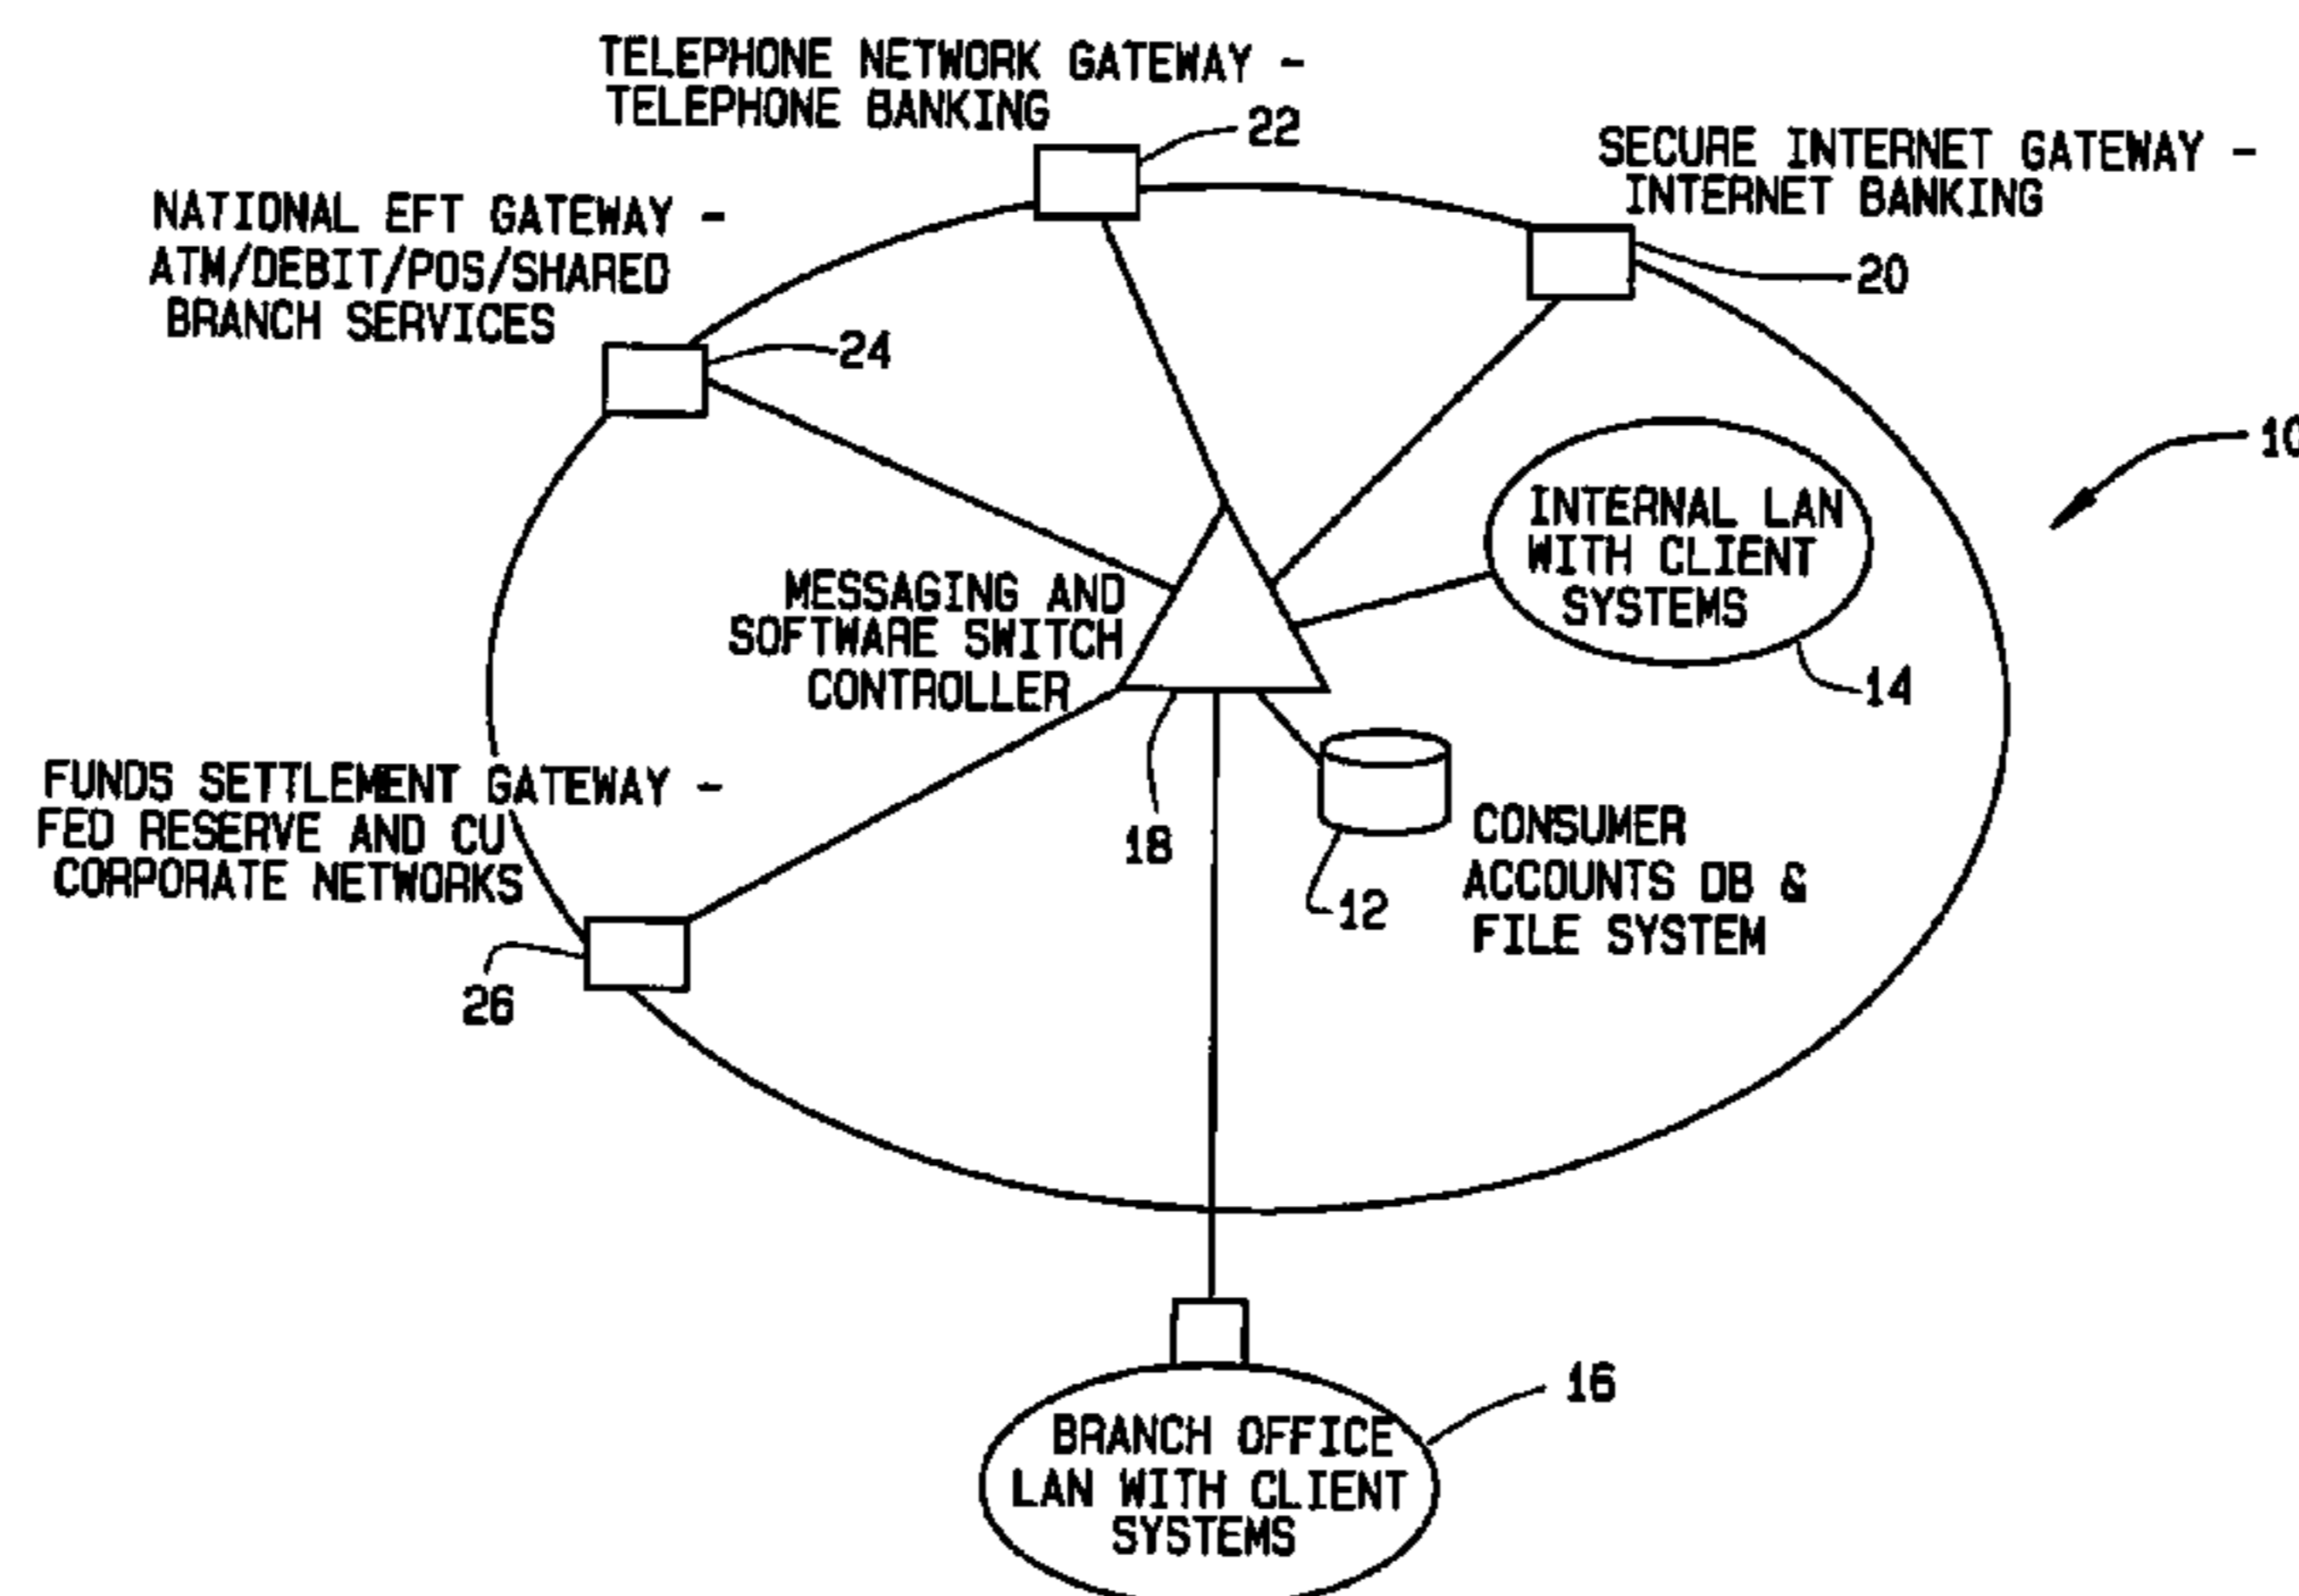 TELEPHONE NETWORK GATEWAY -
TELEPHONE BANKING
22
SECURE INTERNET GATEWAY -
INTERNET BANKING
20
NATIONAL EFT GATEWAY -
ATM/DEBIT/POS/SHARED
BRANCH SERVICES
24
10
INTERNAL LAN
WITH CLIENT
SYSTEMS
14
MESSAGING AND
SOFTWARE SWITCH
CONTROLLER
18
FUNDS SETTLEMENT GATEWAY -
FED RESERVE AND CU
CORPORATE NETWORKS
26
12
CONSUMER
ACCOUNTS DB &
FILE SYSTEM
16
BRANCH OFFICE
LAN WITH CLIENT
SYSTEMS